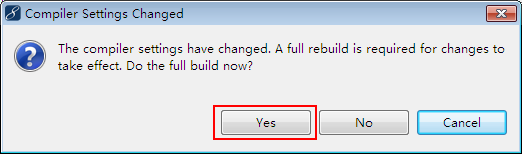 Compiler Settings Changed
The compiler settings have changed. A full rebuild is required for changes to
take effect. Do the full build now?
Yes
No
Cancel